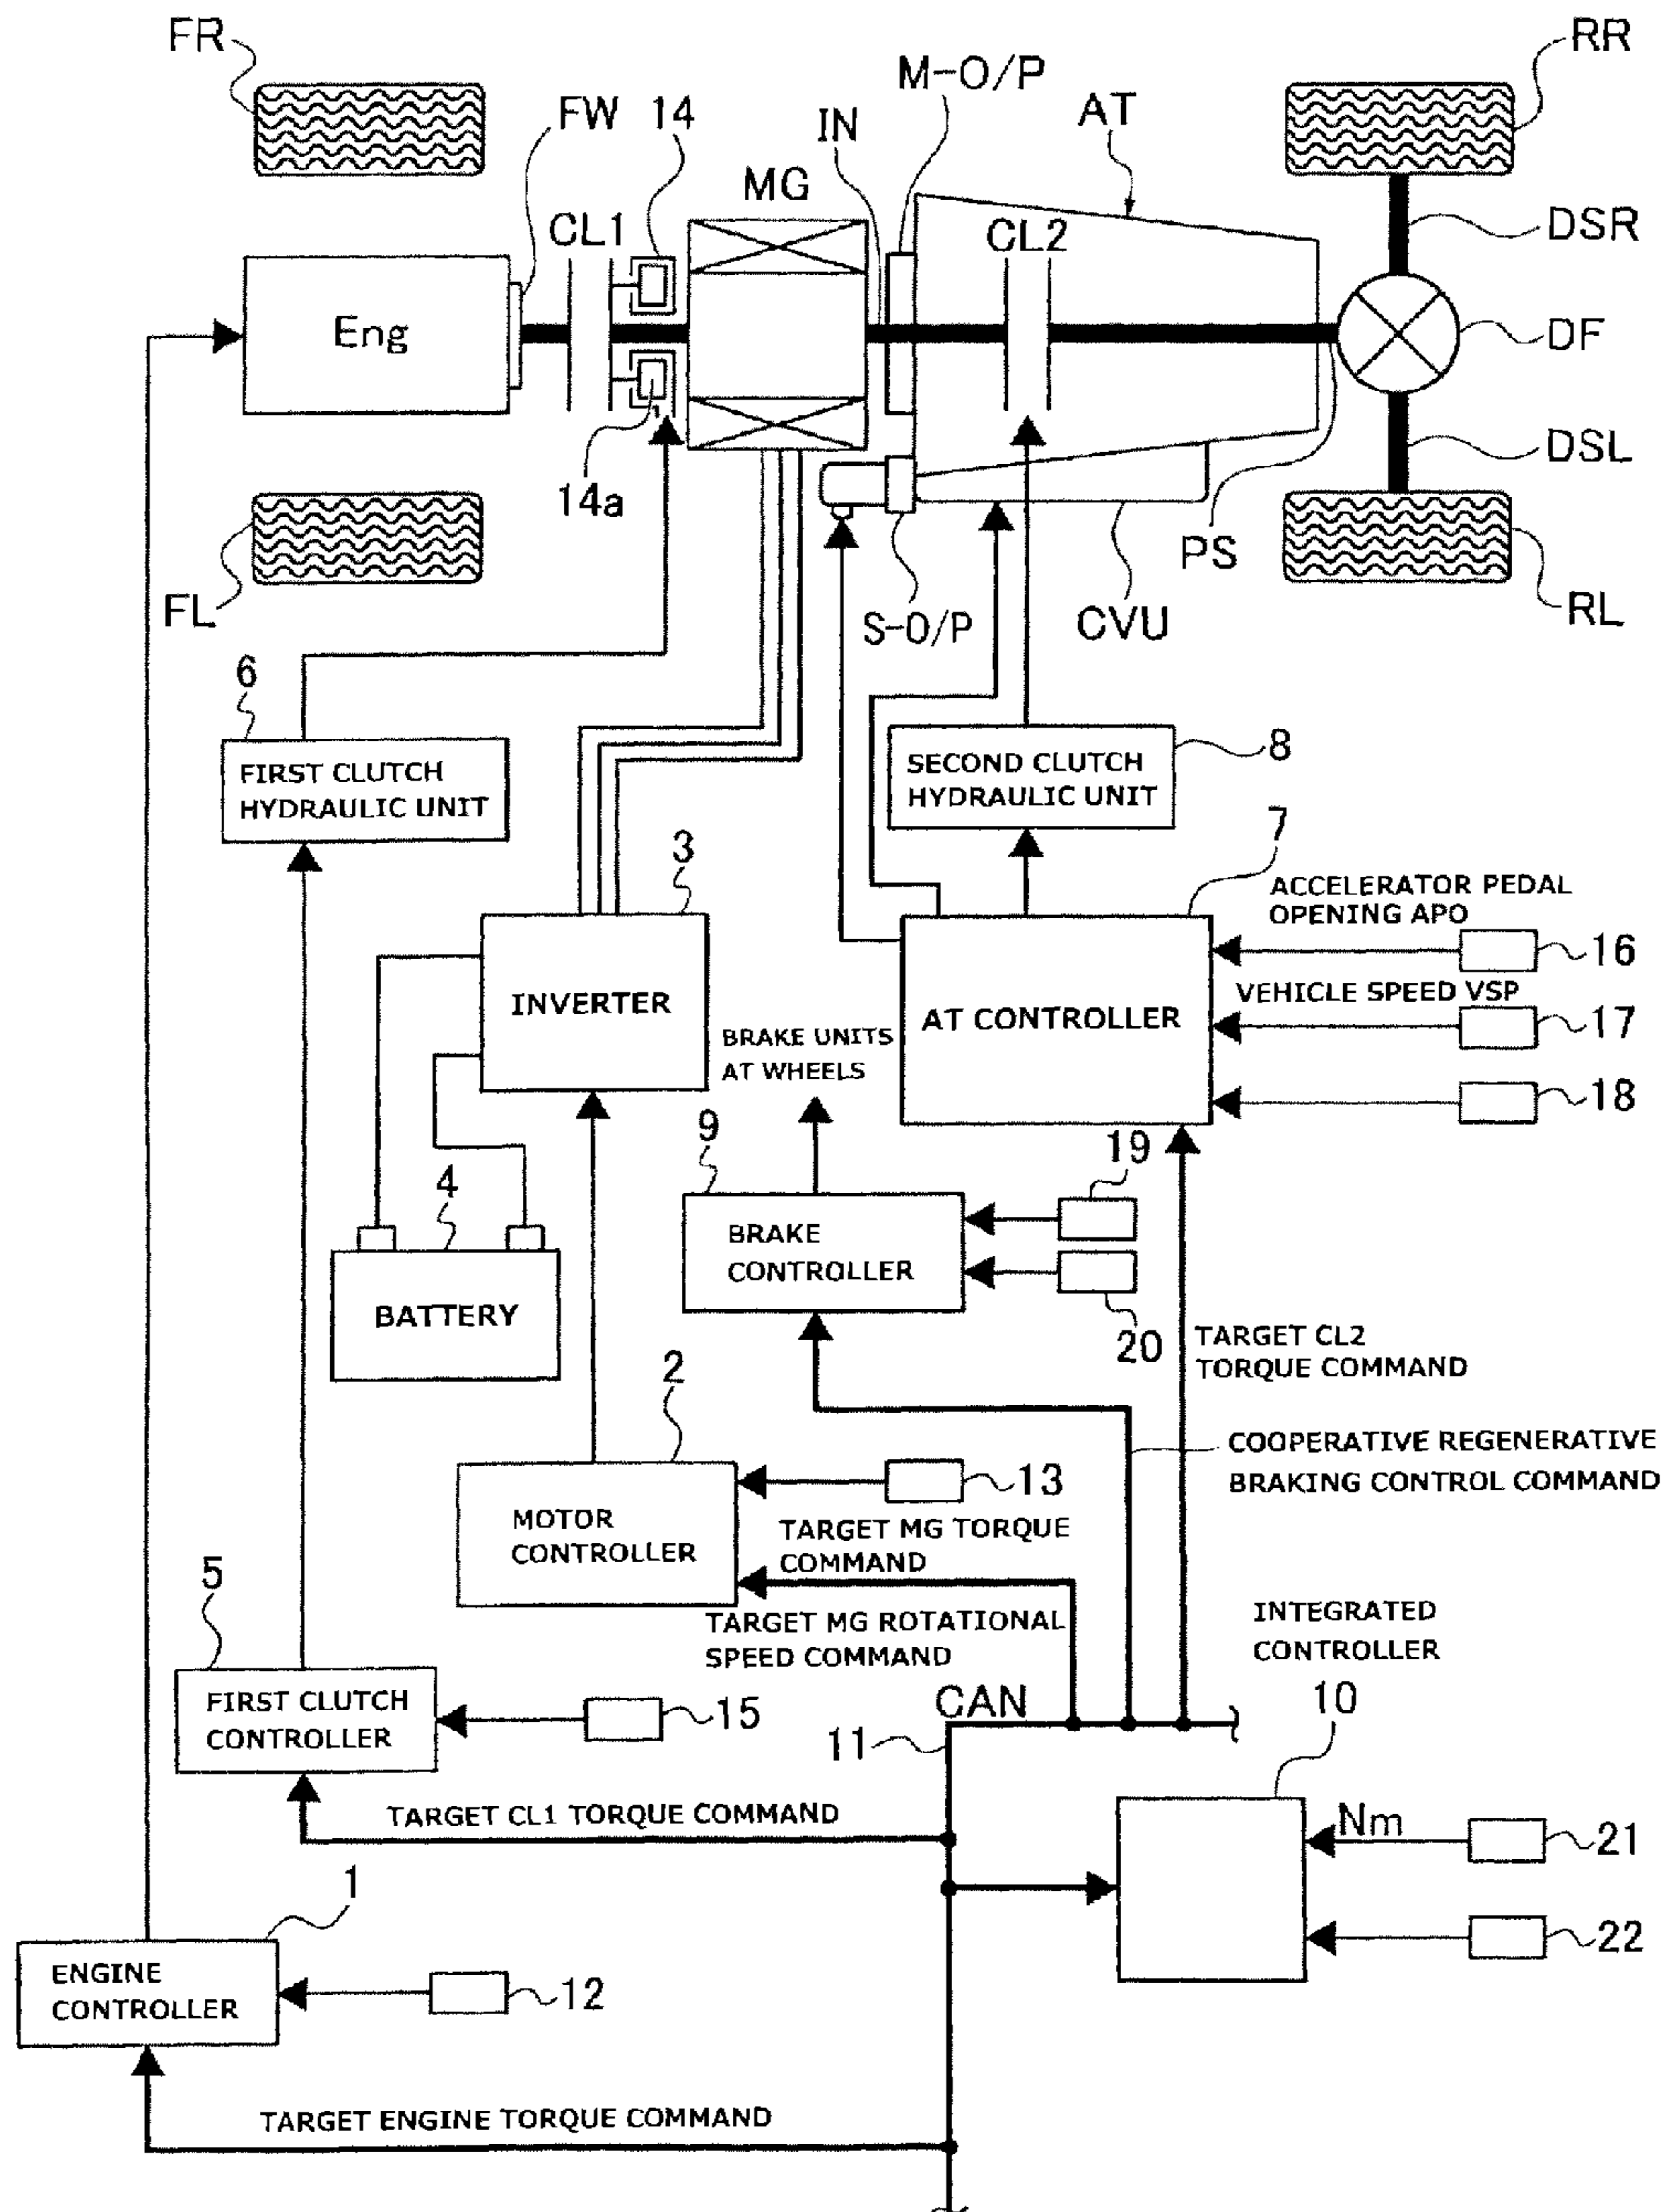 FR
RR
M-O/P
FW
14
IN
AT
MG
CL1
CL2
DSR
Eng
DF
14a
DSL
PS
FL
S-O/P
CVU
RL
6
FIRST CLUTCH
HYDRAULIC UNIT
SECOND CLUTCH
HYDRAULIC UNIT
8
3
7
ACCELERATOR PEDAL
OPENING APO
16
INVERTER
BRAKE UNITS
AT WHEELS
AT CONTROLLER
VEHICLE SPEED VSP
17
18
9
19
4
BRAKE
CONTROLLER
BATTERY
20
TARGET CL2
TORQUE COMMAND
2
COOPERATIVE REGENERATIVE
BRAKING CONTROL COMMAND
13
MOTOR
CONTROLLER
TARGET MG TORQUE
COMMAND
5
TARGET MG ROTATIONAL
SPEED COMMAND
INTEGRATED
CONTROLLER
FIRST CLUTCH
CONTROLLER
15
CAN
10
11
TARGET CL1 TORQUE COMMAND
Nm
21
1
22
ENGINE
CONTROLLER
12
TARGET ENGINE TORQUE COMMAND